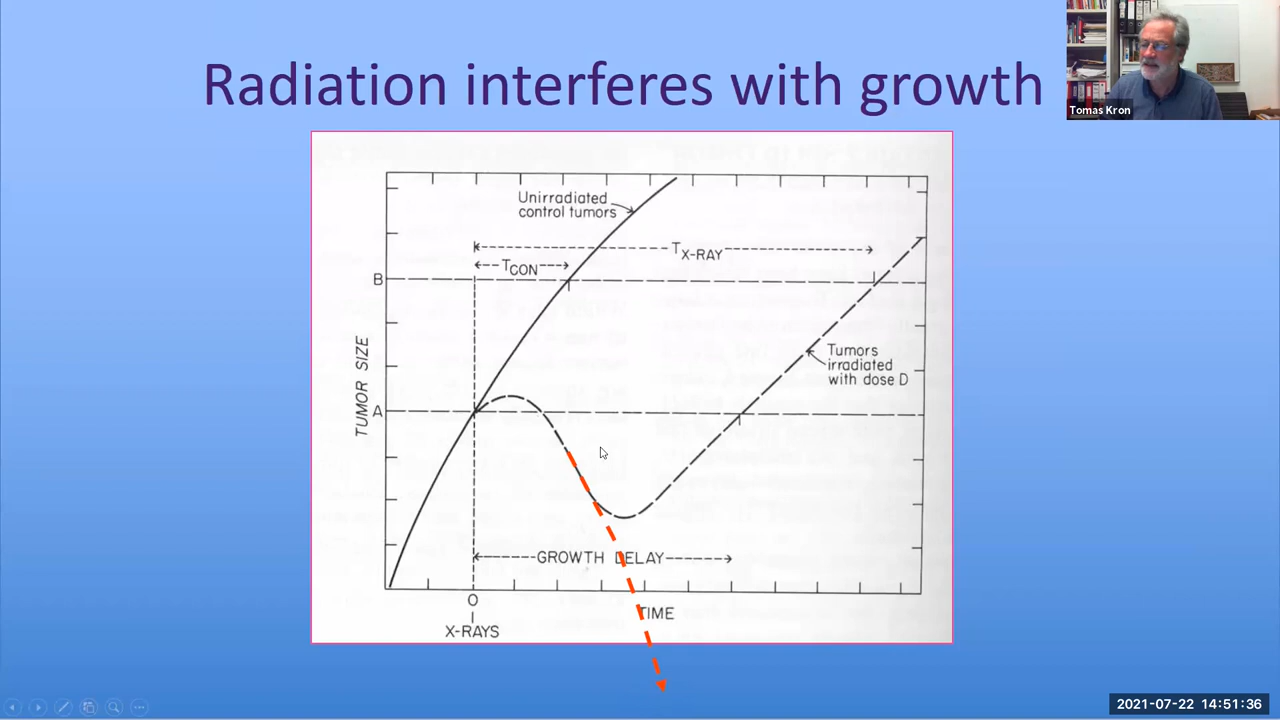 Radiation interferes with growth
Tomas Kron
Unirradiated
control tumors
T X-RAY
T CON
B
TUMOR SIZE
A
Tumors
irradiated
with dose D
GROWTH DELAY
O
TIME
X-RAYS
2021-07-22 14:51:36